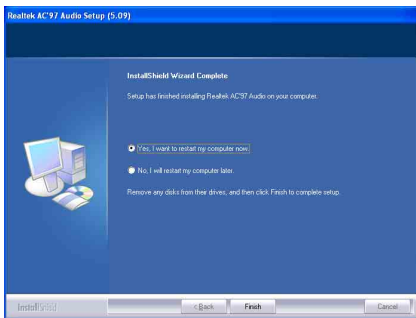 Realtek AC'97 Audio Setup (5.09)
InstallShield Wizard Complete
Setup has finished installing Realtek AC'97 Audio on your computer.
Yes, I want to restart my computer now.
No, I will restart my computer later.
Remove any disks from their drives, and then click Finish to complete setup.
InstallShield
< Back
Finish
Cancel